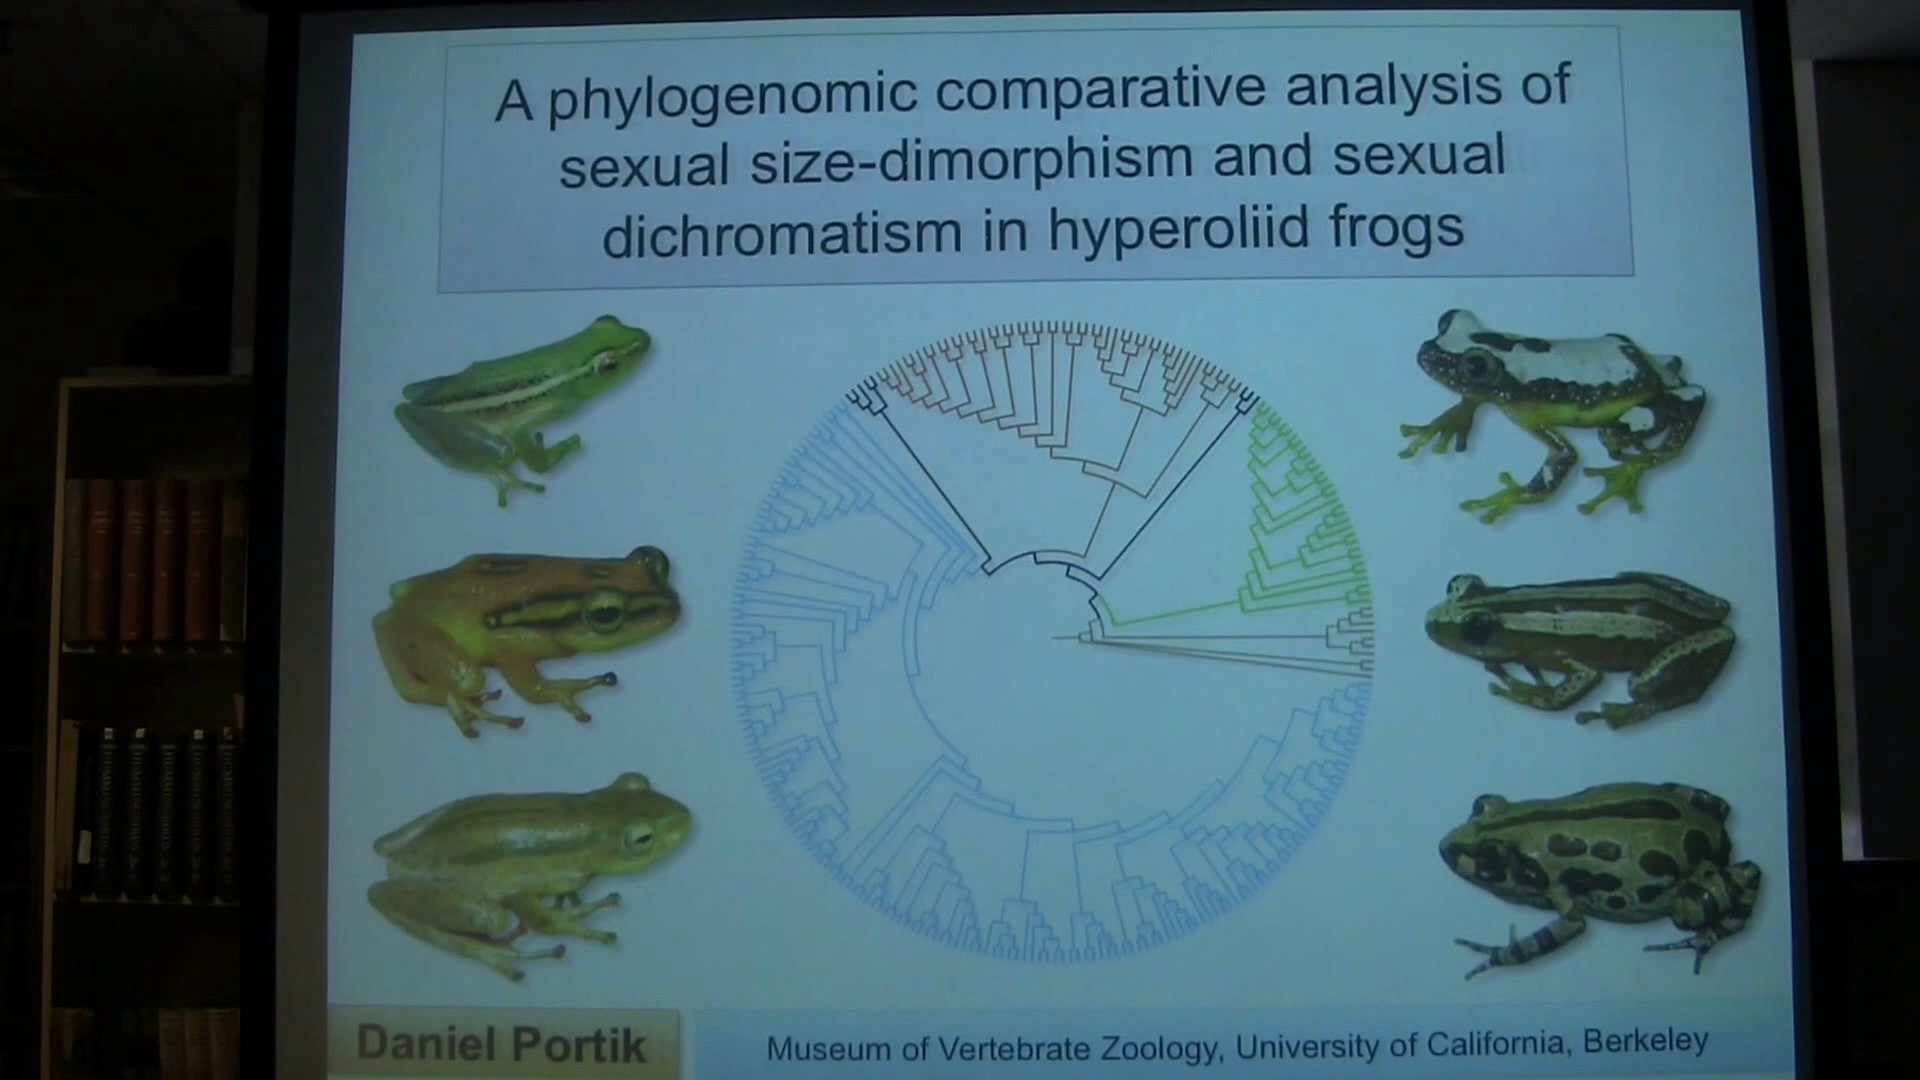 A phylogenomic comparative analysis of
sexual size-dimorphism and sexual
dichromatism in hyperoliid frogs
Daniel Portik
Museum of Vertebrate Zoology, University of California, Berkeley